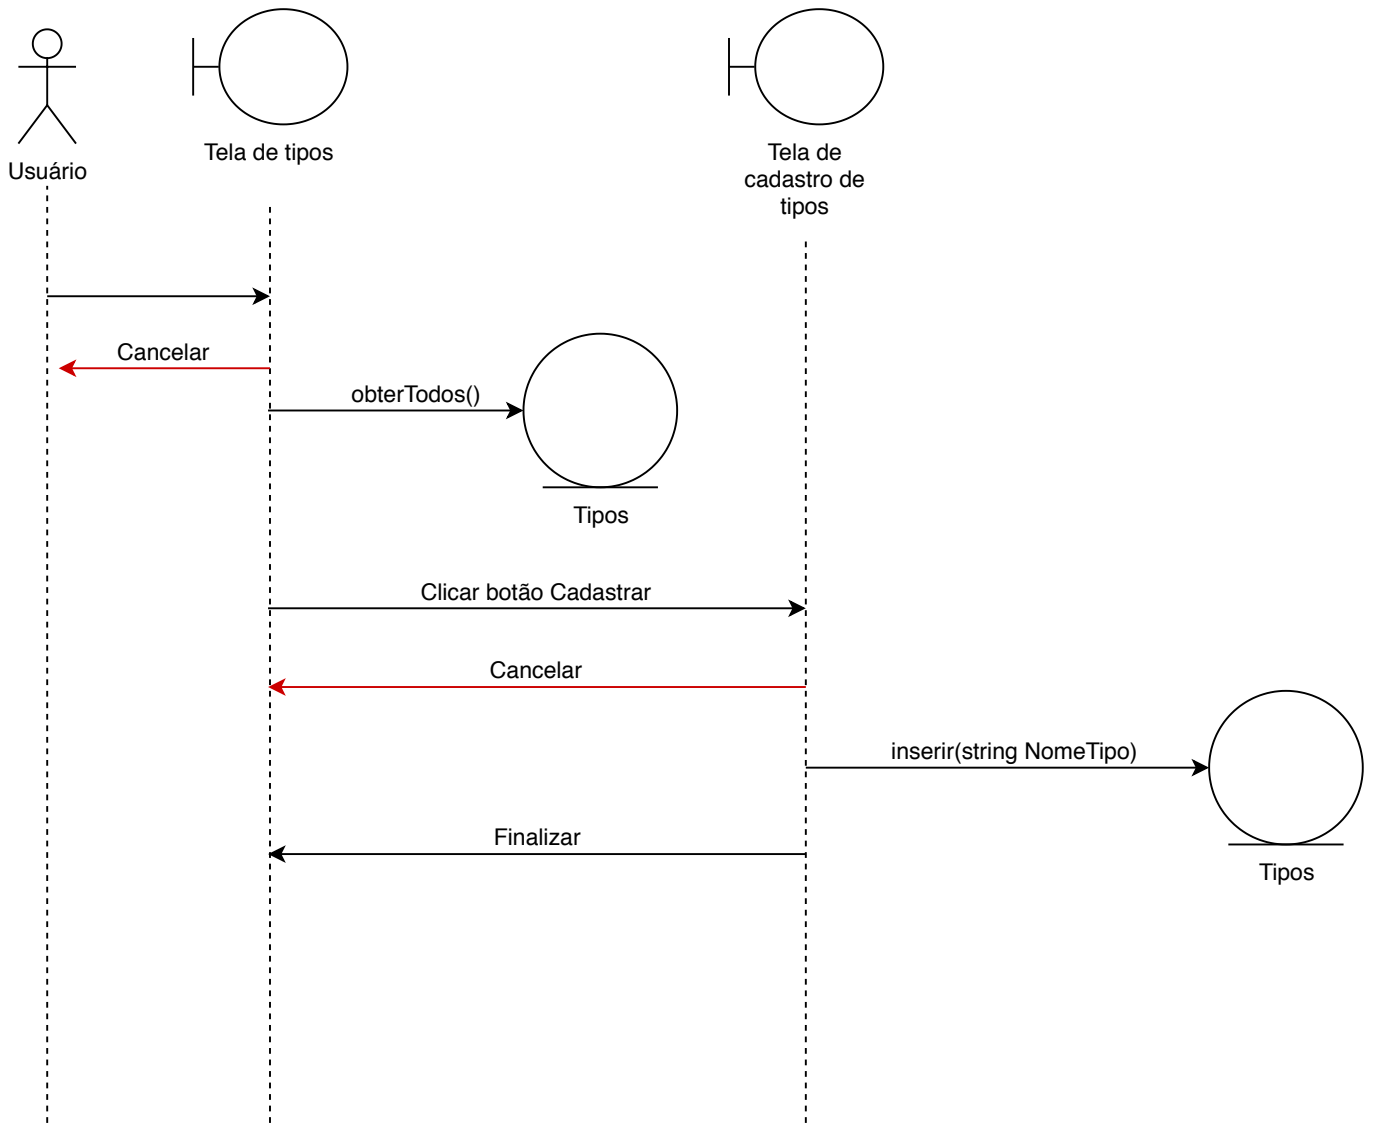 Usuário
Tela de tipos
Tela de
cadastro de
tipos
Cancelar
obterTodos()
Tipos
Clicar botão Cadastrar
Cancelar
inserir(string NomeTipo)
Finalizar
Tipos